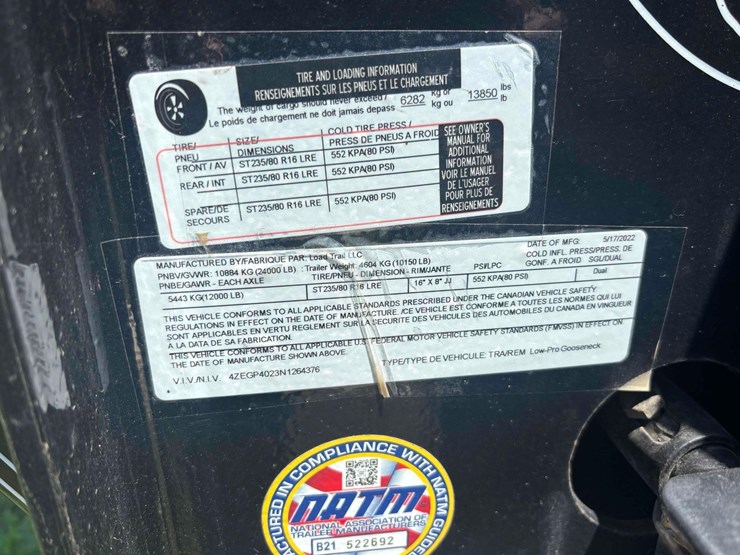 TIRE AND LOADING INFORMATION
RENSEIGNEMENTS SUR LES PNEUS ET LE CHARGEMENT
The weight of cargo should never exceed / 6282 kg or 13850 lbs
Le poids de chargement ne doit jamais depass kg ou lb
TIRE/ SIZE/ COLD TIRE PRESS./
PNEU DIMENSIONS PRESS DE PNEUS A FROID
FRONT / AV ST235/80 R16 LRE 552 KPA(80 PSI)
REAR / INT ST235/80 R16 LRE 552 KPA(80 PSI)
SPARE/DE SECOURS ST235/80 R16 LRE 552 KPA(80 PSI)
SEE OWNER'S
MANUAL FOR
ADDITIONAL
INFORMATION
VOIR LE MANUEL
DE L'USAGER
POUR PLUS DE
RENSEIGNEMENTS
MANUFACTURED BY/FABRIQUE PAR: Load Trail LLC DATE OF MFG: 5/17/2022
PNBV/GVWR: 10884 KG (24000 LB) : Trailer Weight: 4604 KG (10150 LB) COLD INFL. PRESS/PRESS. DE
PNBE/GAWR - EACH AXLE TIRE/PNEU - DIMENSION - RIM/JANTE PSI/LPC GONF. A FROID SGL/DUAL
5443 KG(12000 LB) ST235/80 R16 LRE 16" X 8" JJ 552 KPA(80 PSI) Dual
THIS VEHICLE CONFORMS TO ALL APPLICABLE STANDARDS PRESCRIBED UNDER THE CANADIAN VEHICLE SAFETY
REGULATIONS IN EFFECT ON THE DATE OF MANUFACTURE. /CE VEHICLE EST CONFORME A TOUTES LES NORMES QUI LUI
SONT APPLICABLES EN VERTU REGLEMENT SUR LA SECURITE DES VEHICULES DES AUTOMOBILES DU CANADA EN VINGUEUR
A LA DATE DE SA FABRICATION.
THIS VEHICLE CONFORMS TO ALL APPLICABLE U.S. FEDERAL MOTOR VEHICLE SAFETY STANDARDS (FMVSS) IN EFFECT ON
THE DATE OF MANUFACTURE SHOWN ABOVE.
V.I.V./N.I.V. 4ZEGP4023N1264376 TYPE/TYPE DE VEHICULE: TRA/REM Low-Pro Gooseneck
IN COMPLIANCE WITH NATM
NATM
NATIONAL ASSOCIATION OF
TRAILER MANUFACTURERS
B21 522692